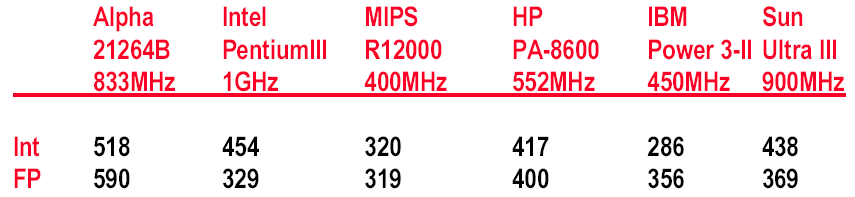 Alpha Intel MIPS HP IBM Sun
21264B PentiumIII R12000 PA-8600 Power 3-II Ultra III
833MHz 1GHz 400MHz 552MHz 450MHz 900MHz
Int 518 454 320 417 286 438
FP 590 329 319 400 356 369